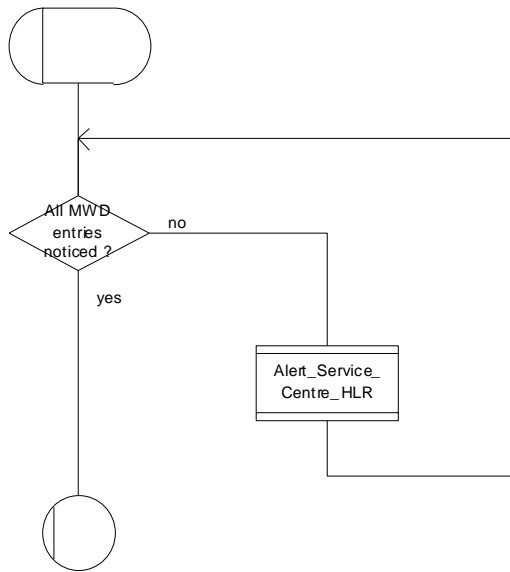 All MWD
entries
noticed ?
no
yes
Alert_Service_
Centre_HLR